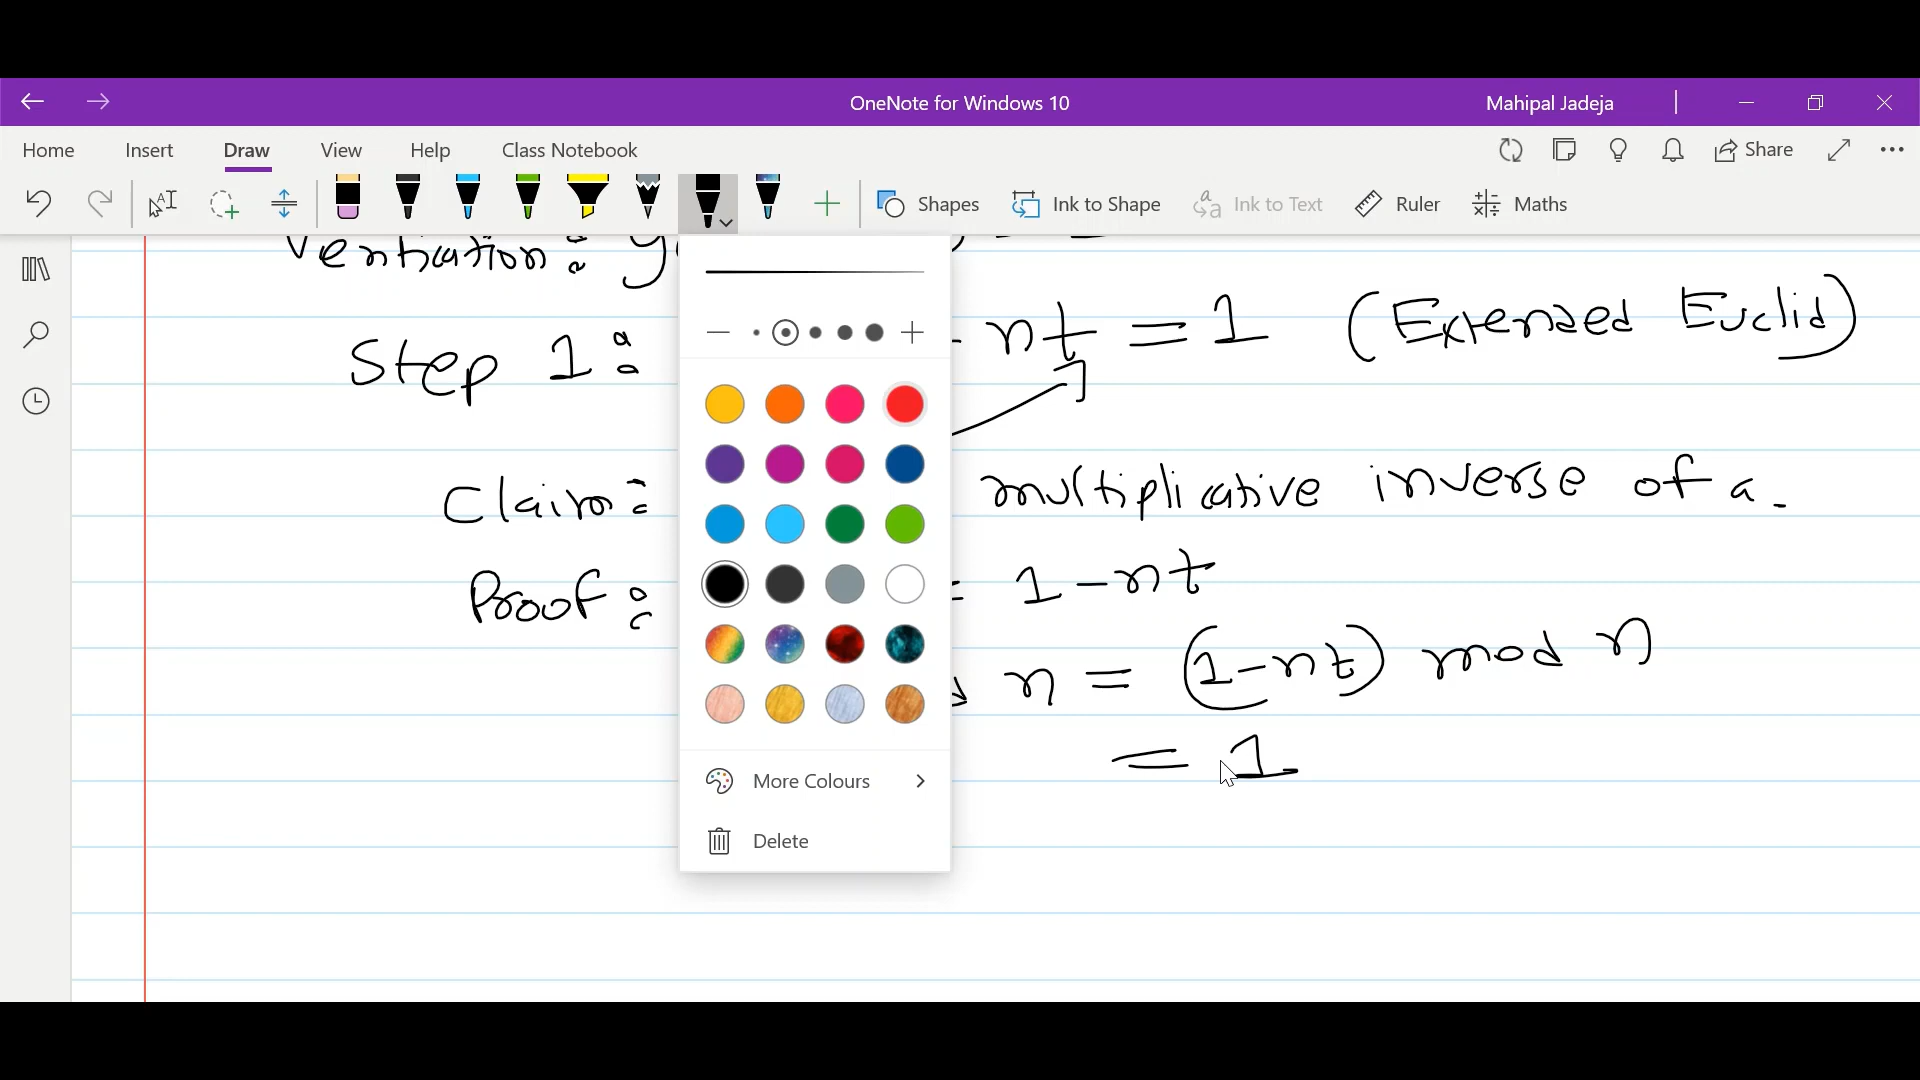 OneNote for Windows 10
Mahipal Jadeja
Home Insert Draw View Help Class Notebook
Share
Shapes Ink to Shape Ink to Text Ruler Maths
Step 1: nt = 1 (Extended Euclid)
Claim: multiplicative inverse of a.
Proof: = 1 - nt
n = (1-nt) mod n
= 1
More Colours
Delete